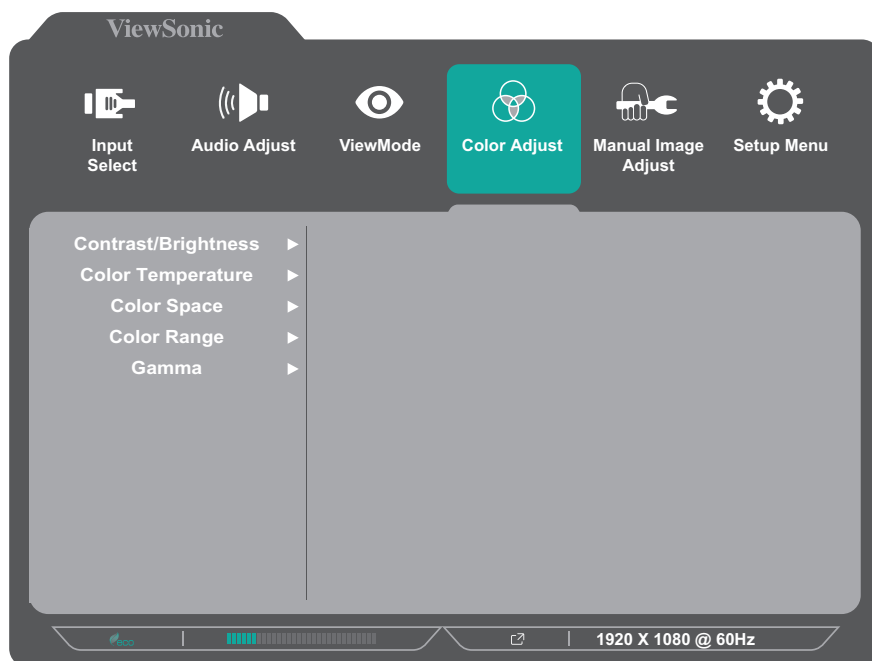 ViewSonic
Input
Select
Audio Adjust
ViewMode
Color Adjust
Manual Image
Adjust
Setup Menu
Contrast/Brightness
Color Temperature
Color Space
Color Range
Gamma
eco
1920 X 1080 @ 60Hz